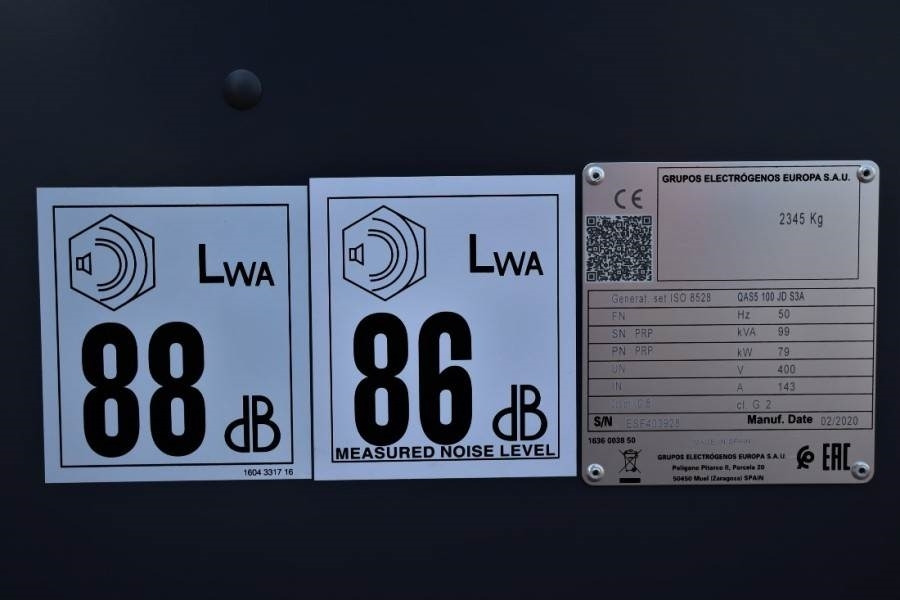 LWA
88 dB
1604 3317 16
LWA
86 dB
MEASURED NOISE LEVEL
GRUPOS ELECTRÓGENOS EUROPA S.A.U.
CE
2345 Kg
Generat. set ISO 8528 QAS5 100 JD S3A
FN Hz 50
SN PRP kVA 99
PN PRP kW 79
UN V 400
IN A 143
cl. G 2
S/N ESF403928 Manuf. Date 02/2020
1636 0038 50
MADE IN SPAIN
GRUPOS ELECTRÓGENOS EUROPA S.A.U.
Polígono Pitarco II, Parcela 20
50450 Muel (Zaragoza) SPAIN
EAC